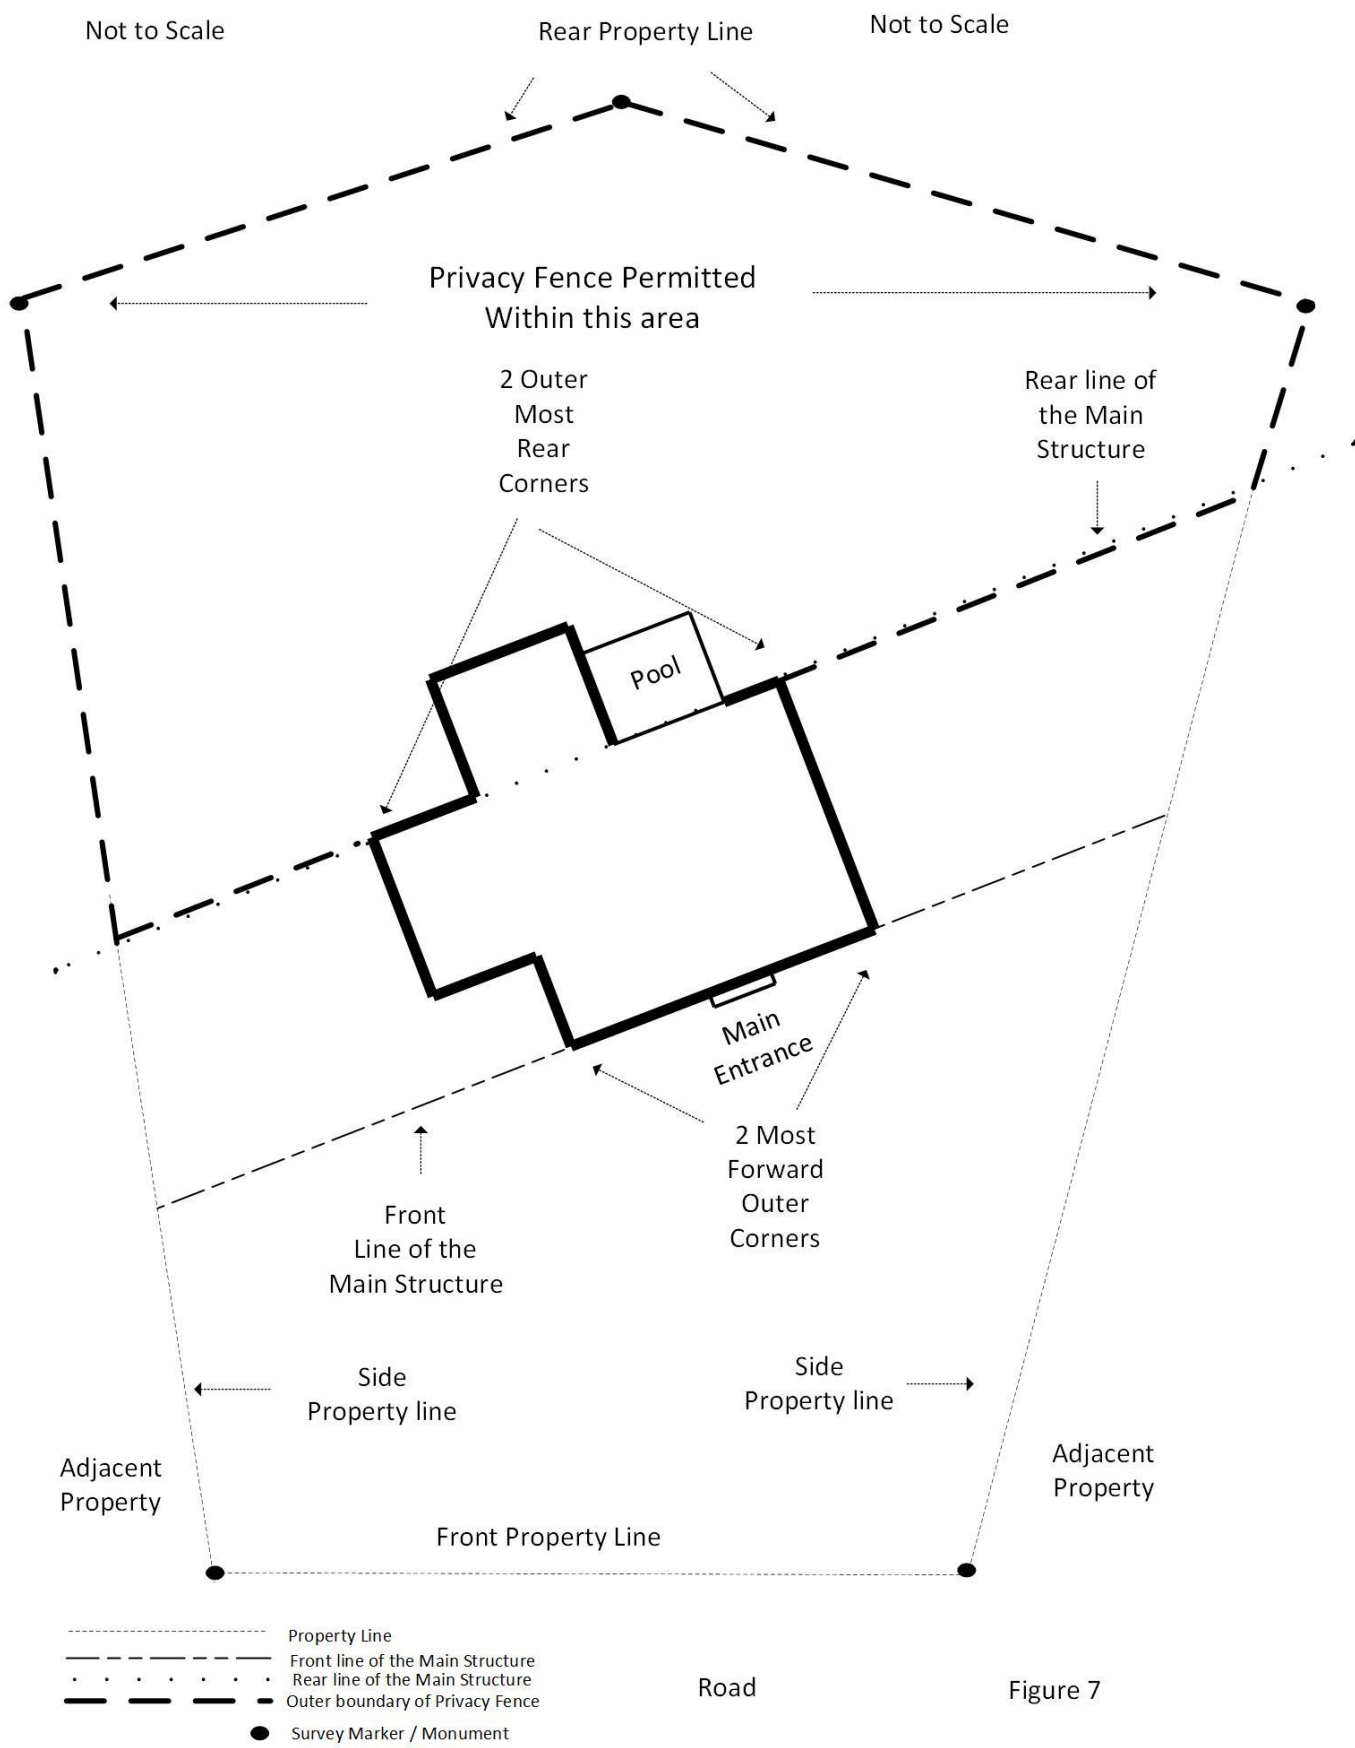 Not to Scale
Rear Property Line
Not to Scale
Privacy Fence Permitted
Within this area
2 Outer
Most
Rear
Corners
Rear line of
the Main
Structure
Pool
Main
Entrance
2 Most
Forward
Outer
Corners
Front
Line of the
Main Structure
Side
Property line
Side
Property line
Adjacent
Property
Adjacent
Property
Front Property Line
Property Line
Front line of the Main Structure
Rear line of the Main Structure
Outer boundary of Privacy Fence
Survey Marker / Monument
Road
Figure 7